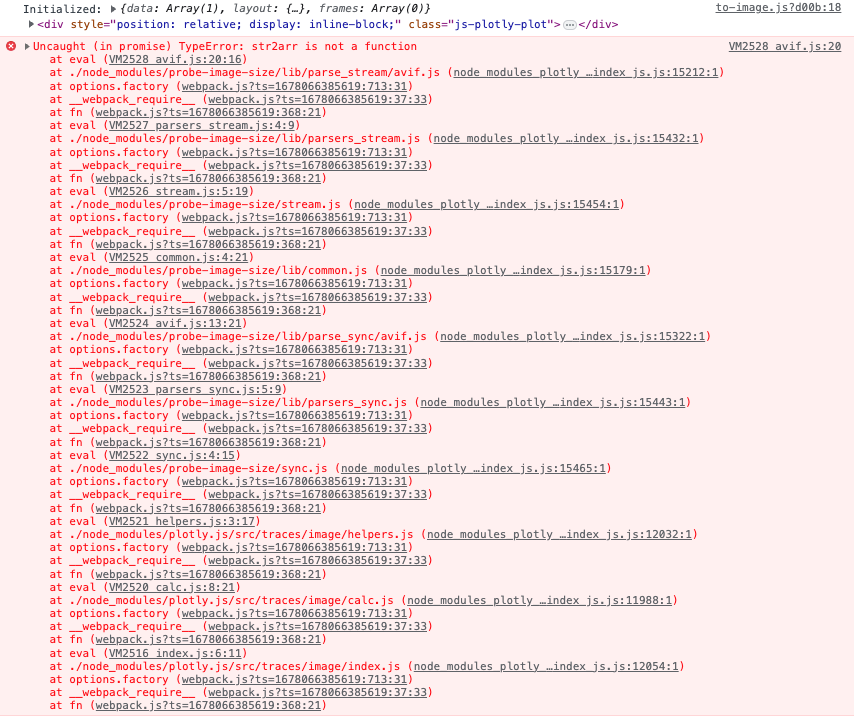 Initialized: ▶{data: Array(1), layout: {…}, frames: Array(0)} to-image.js?d00b:18
▶<div style="position: relative; display: inline-block;" class="js-plotly-plot">…</div>
▶Uncaught (in promise) TypeError: str2arr is not a function VM2528 avif.js:20
at eval (VM2528 avif.js:20:16)
at ./node_modules/probe-image-size/lib/parse_stream/avif.js (node modules plotly …index js.js:15212:1)
at options.factory (webpack.js?ts=1678066385619:713:31)
at __webpack_require__ (webpack.js?ts=1678066385619:37:33)
at fn (webpack.js?ts=1678066385619:368:21)
at eval (VM2527 parsers stream.js:4:9)
at ./node_modules/probe-image-size/lib/parsers_stream.js (node modules plotly …index js.js:15432:1)
at options.factory (webpack.js?ts=1678066385619:713:31)
at __webpack_require__ (webpack.js?ts=1678066385619:37:33)
at fn (webpack.js?ts=1678066385619:368:21)
at eval (VM2526 stream.js:5:19)
at ./node_modules/probe-image-size/stream.js (node modules plotly …index js.js:15454:1)
at options.factory (webpack.js?ts=1678066385619:713:31)
at __webpack_require__ (webpack.js?ts=1678066385619:37:33)
at fn (webpack.js?ts=1678066385619:368:21)
at eval (VM2525 common.js:4:21)
at ./node_modules/probe-image-size/lib/common.js (node modules plotly …index js.js:15179:1)
at options.factory (webpack.js?ts=1678066385619:713:31)
at __webpack_require__ (webpack.js?ts=1678066385619:37:33)
at fn (webpack.js?ts=1678066385619:368:21)
at eval (VM2524 avif.js:13:21)
at ./node_modules/probe-image-size/lib/parse_sync/avif.js (node modules plotly …index js.js:15322:1)
at options.factory (webpack.js?ts=1678066385619:713:31)
at __webpack_require__ (webpack.js?ts=1678066385619:37:33)
at fn (webpack.js?ts=1678066385619:368:21)
at eval (VM2523 parsers sync.js:5:9)
at ./node_modules/probe-image-size/lib/parsers_sync.js (node modules plotly …index js.js:15443:1)
at options.factory (webpack.js?ts=1678066385619:713:31)
at __webpack_require__ (webpack.js?ts=1678066385619:37:33)
at fn (webpack.js?ts=1678066385619:368:21)
at eval (VM2522 sync.js:4:15)
at ./node_modules/probe-image-size/sync.js (node modules plotly …index js.js:15465:1)
at options.factory (webpack.js?ts=1678066385619:713:31)
at __webpack_require__ (webpack.js?ts=1678066385619:37:33)
at fn (webpack.js?ts=1678066385619:368:21)
at eval (VM2521 helpers.js:3:17)
at ./node_modules/plotly.js/src/traces/image/helpers.js (node modules plotly …index js.js:12032:1)
at options.factory (webpack.js?ts=1678066385619:713:31)
at __webpack_require__ (webpack.js?ts=1678066385619:37:33)
at fn (webpack.js?ts=1678066385619:368:21)
at eval (VM2520 calc.js:8:21)
at ./node_modules/plotly.js/src/traces/image/calc.js (node modules plotly …index js.js:11988:1)
at options.factory (webpack.js?ts=1678066385619:713:31)
at __webpack_require__ (webpack.js?ts=1678066385619:37:33)
at fn (webpack.js?ts=1678066385619:368:21)
at eval (VM2516 index.js:6:11)
at ./node_modules/plotly.js/src/traces/image/index.js (node modules plotly …index js.js:12054:1)
at options.factory (webpack.js?ts=1678066385619:713:31)
at __webpack_require__ (webpack.js?ts=1678066385619:37:33)
at fn (webpack.js?ts=1678066385619:368:21)